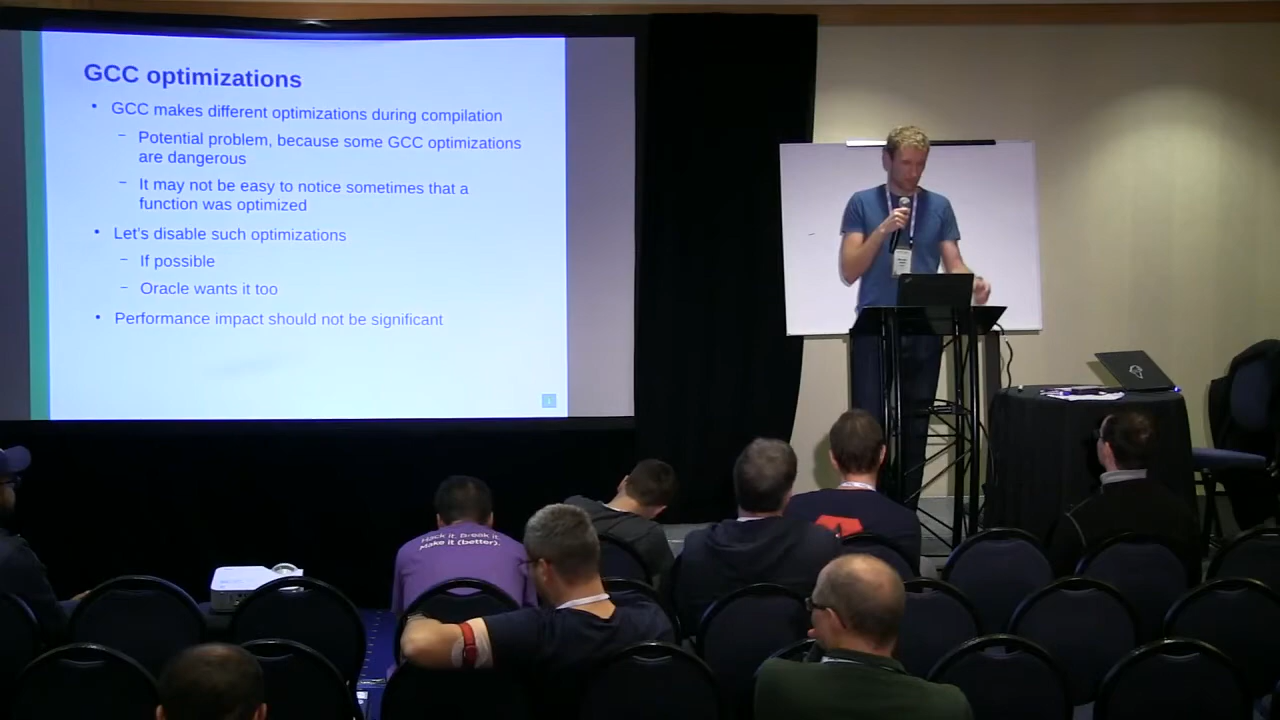 GCC optimizations
• GCC makes different optimizations during compilation
– Potential problem, because some GCC optimizations
are dangerous
– It may not be easy to notice sometimes that a
function was optimized
• Let's disable such optimizations
– If possible
– Oracle wants it too
• Performance impact should not be significant
Hack it. Break it.
Make it (better).